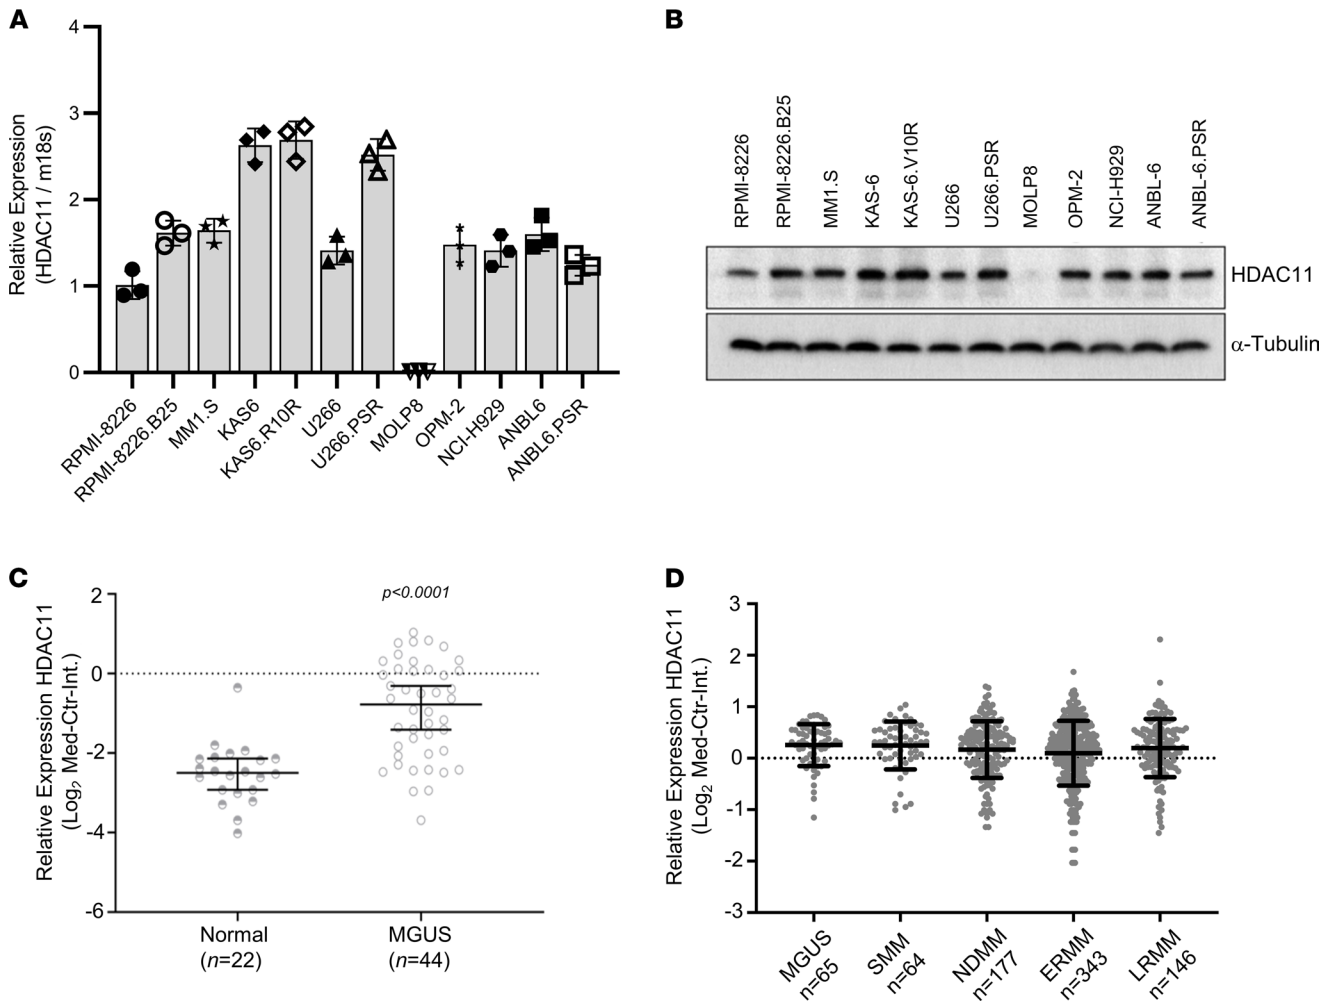 A
Relative Expression
(HDAC11 / m18s)
4
3
2
1
0
RPMI-8226
RPMI-8226.B25
MM1.S
KAS6
KAS6.R10R
U266
U266.PSR
MOLP8
OPM-2
NCI-H929
ANBL6
ANBL6.PSR
B
RPMI-8226
RPMI-8226.B25
MM1.S
KAS-6
KAS-6.V10R
U266
U266.PSR
MOLP8
OPM-2
NCI-H929
ANBL-6
ANBL-6.PSR
HDAC11
α-Tubulin
C
Relative Expression HDAC11
(Log₂ Med-Ctr-Int.)
p<0.0001
2
0
-2
-4
-6
Normal
(n=22)
MGUS
(n=44)
D
Relative Expression HDAC11
(Log₂ Med-Ctr-Int.)
3
2
1
0
-1
-2
-3
MGUS
n=65
SMM
n=64
NDMM
n=177
ERMM
n=343
LRMM
n=146